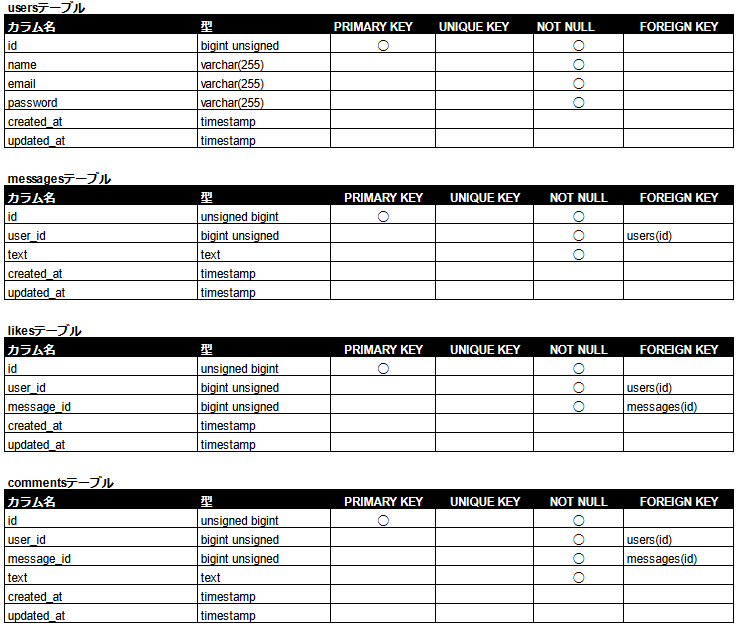 usersテーブル
カラム名 型 PRIMARY KEY UNIQUE KEY NOT NULL FOREIGN KEY
id bigint unsigned ○ ○
name varchar(255) ○
email varchar(255) ○
password varchar(255) ○
created_at timestamp
updated_at timestamp
messagesテーブル
カラム名 型 PRIMARY KEY UNIQUE KEY NOT NULL FOREIGN KEY
id unsigned bigint ○ ○
user_id bigint unsigned ○ users(id)
text text ○
created_at timestamp
updated_at timestamp
likesテーブル
カラム名 型 PRIMARY KEY UNIQUE KEY NOT NULL FOREIGN KEY
id unsigned bigint ○ ○
user_id bigint unsigned ○ users(id)
message_id bigint unsigned ○ messages(id)
created_at timestamp
updated_at timestamp
commentsテーブル
カラム名 型 PRIMARY KEY UNIQUE KEY NOT NULL FOREIGN KEY
id unsigned bigint ○ ○
user_id bigint unsigned ○ users(id)
message_id bigint unsigned ○ messages(id)
text text ○
created_at timestamp
updated_at timestamp